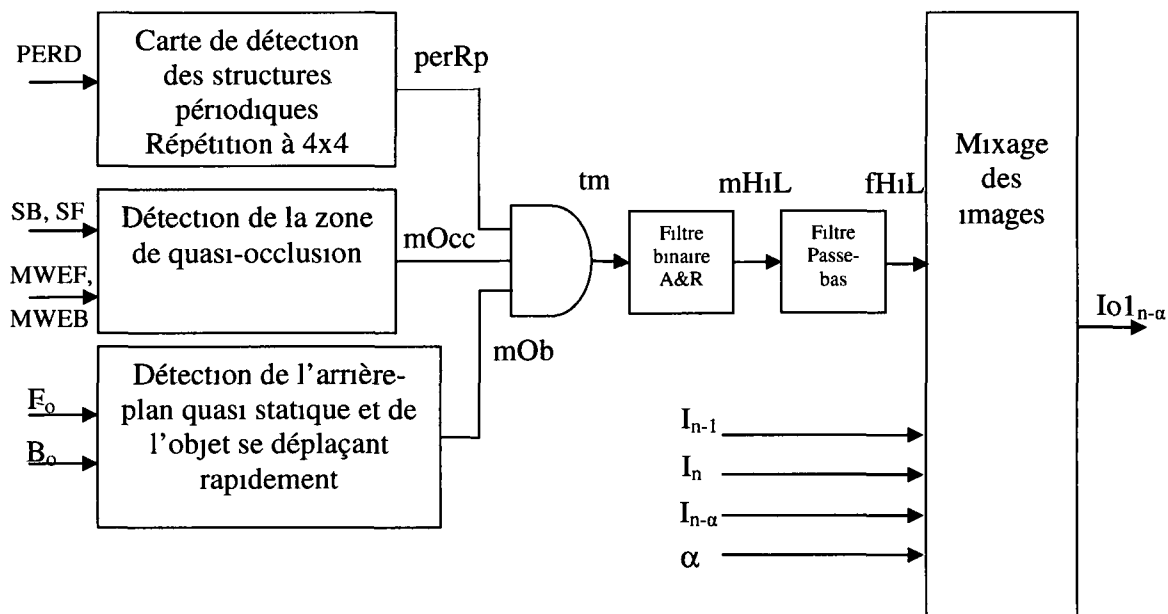 PERD
Carte de détection
des structures
périodiques
Répétition à 4x4
perRp
SB, SF
MWEF,
MWEB
Détection de la zone
de quasi-occlusion
mOcc
Fo
Bo
Détection de l'arrière-
plan quasi statique et de
l'objet se déplaçant
rapidement
mOb
tm
Filtre
binaire
A&R
mHiL
Filtre
Passe-
bas
fHiL
Mixage
des
images
In-1
In
In-α
α
Io1n-α